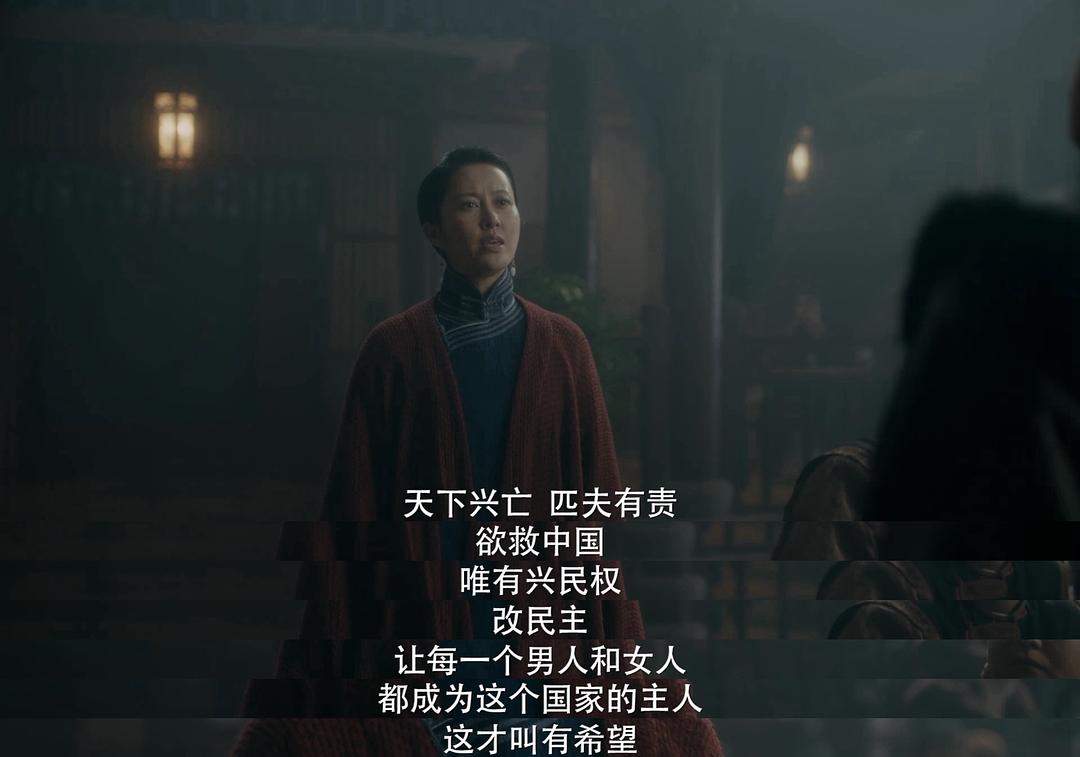 天下兴亡 匹夫有责
欲救中国
唯有兴民权
改民主
让每一个男人和女人
都成为这个国家的主人
这才叫有希望